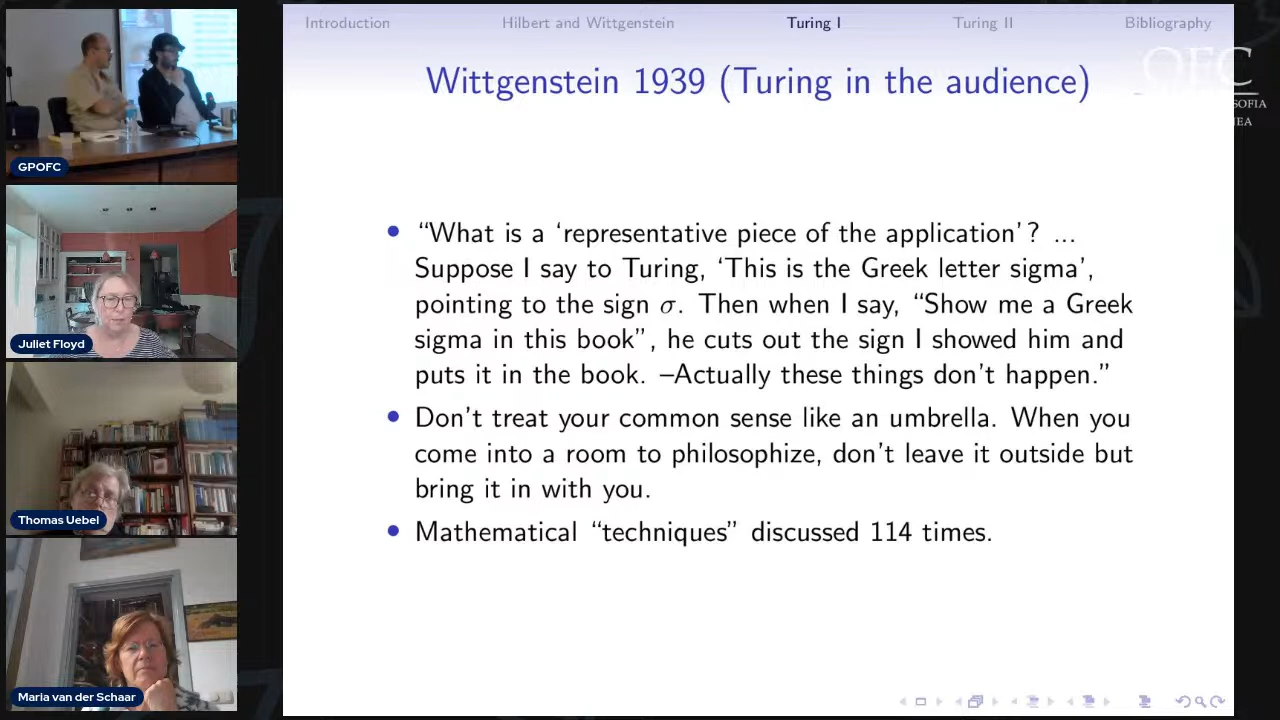 Introduction
Hilbert and Wittgenstein
Turing I
Turing II
Bibliography
Wittgenstein 1939 (Turing in the audience)
OFC
SOFIA
NEA
• “What is a ‘representative piece of the application’? ...
Suppose I say to Turing, ‘This is the Greek letter sigma’,
pointing to the sign σ. Then when I say, “Show me a Greek
sigma in this book”, he cuts out the sign I showed him and
puts it in the book. –Actually these things don’t happen.”
• Don’t treat your common sense like an umbrella. When you
come into a room to philosophize, don’t leave it outside but
bring it in with you.
• Mathematical “techniques” discussed 114 times.
GPOFC
Juliet Floyd
Thomas Uebel
Maria van der Schaar